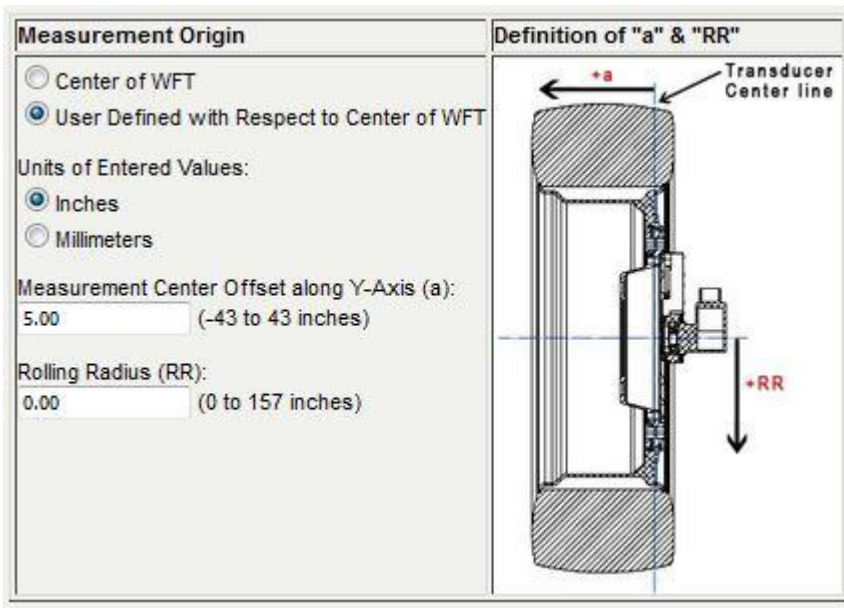 Measurement Origin
Center of WFT
User Defined with Respect to Center of WFT
Units of Entered Values:
Inches
Millimeters
Measurement Center Offset along Y-Axis (a):
5.00 (-43 to 43 inches)
Rolling Radius (RR):
0.00 (0 to 157 inches)
Definition of "a" & "RR"
+a
Transducer
Center line
+RR